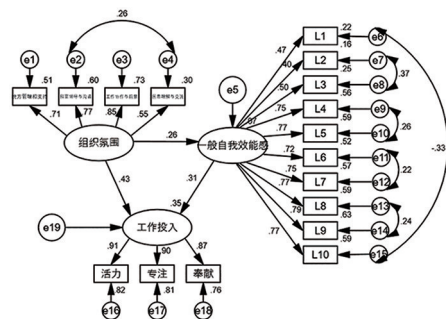 .26
e1 e2 e3 e4
.51 .60 .73 .30
.71 .77 .85 .55
组织氛围
.26
e5
.07
一般自我效能感
.43
.31
.35
e19
工作投入
.91 .90 .87
活力 专注 奉献
.82 .81 .76
e16 e17 e18
.47 L1 .22 e6
.40 L2 .16 e7
.50 L3 .25 e8
.75 L4 .56 e9
.77 L5 .59 e10
.72 L6 .52 e11
.75 L7 .57 e12
.77 L8 .59 e13
.79 L9 .63 e14
.77 L10 .59 e15
.37
.26
.22
.24
-.33